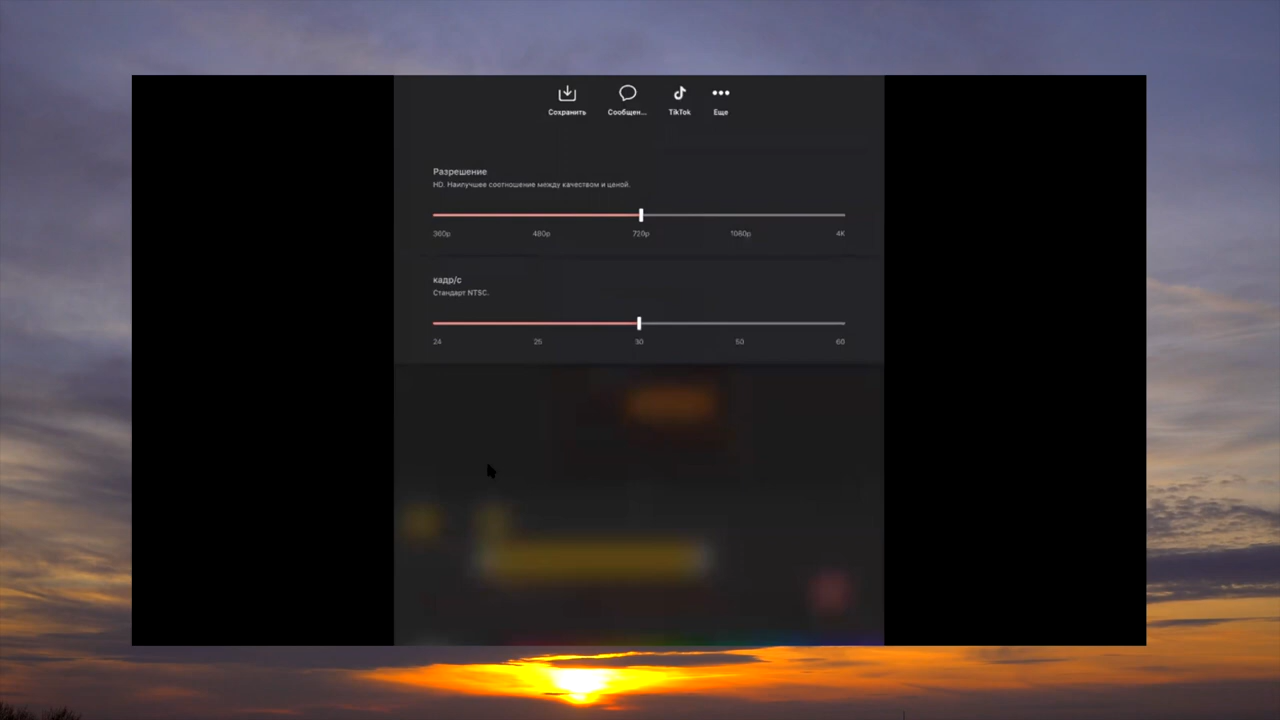 Сохранить Сообщен... TikTok Еще
Разрешение
HD. Наилучшее соотношение между качеством и ценой.
360p 480p 720p 1080p 4K
кадр/с
Стандарт NTSC.
24 25 30 50 60